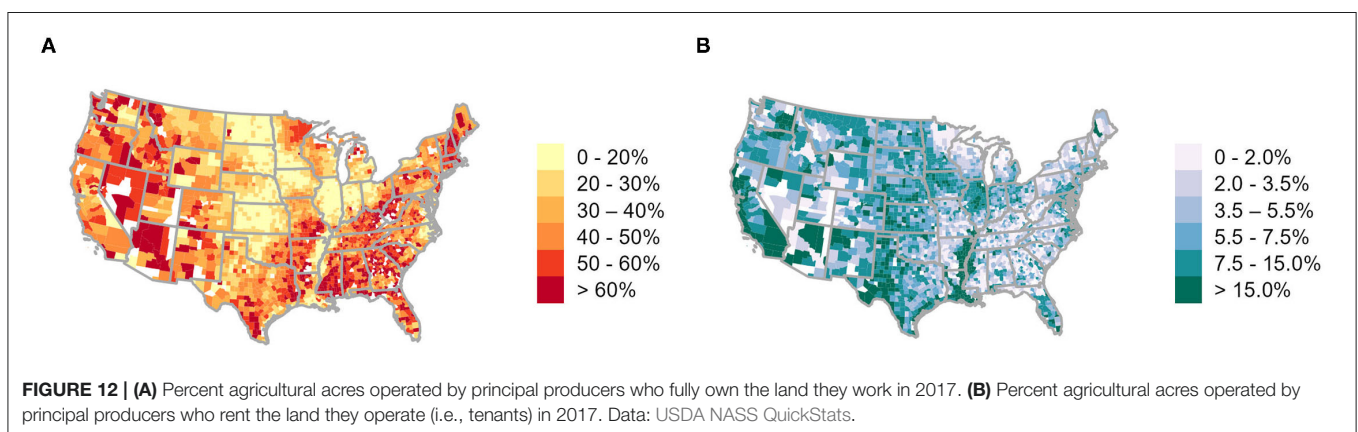 A
B
0 - 20%
20 - 30%
30 – 40%
40 - 50%
50 - 60%
> 60%
0 - 2.0%
2.0 - 3.5%
3.5 – 5.5%
5.5 - 7.5%
7.5 - 15.0%
> 15.0%
FIGURE 12 | (A) Percent agricultural acres operated by principal producers who fully own the land they work in 2017. (B) Percent agricultural acres operated by
principal producers who rent the land they operate (i.e., tenants) in 2017. Data: USDA NASS QuickStats.